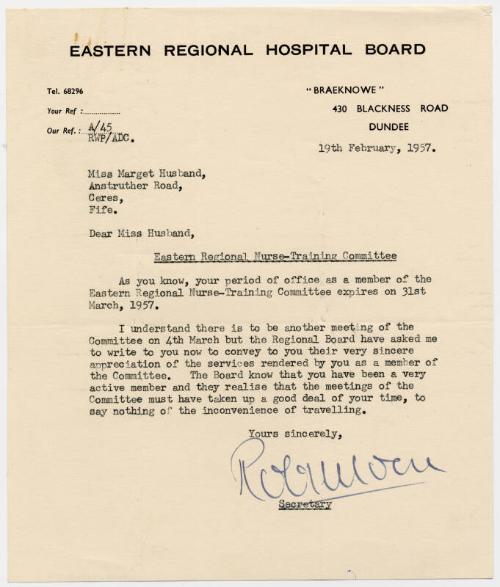 EASTERN REGIONAL HOSPITAL BOARD
Tel. 68296
Your Ref :
Our Ref. : A/45
RWP/ADC.
"BRAEKNOWE"
430 BLACKNESS ROAD
DUNDEE
19th February, 1957.
Miss Marget Husband,
Anstruther Road,
Ceres,
Fife.
Dear Miss Husband,
Eastern Regional Nurse-Training Committee
As you know, your period of office as a member of the
Eastern Regional Nurse-Training Committee expires on 31st
March, 1957.
I understand there is to be another meeting of the
Committee on 4th March but the Regional Board have asked me
to write to you now to convey to you their very sincere
appreciation of the services rendered by you as a member of
the Committee. The Board know that you have been a very
active member and they realise that the meetings of the
Committee must have taken up a good deal of your time, to
say nothing of the inconvenience of travelling.
Yours sincerely,
Secretary